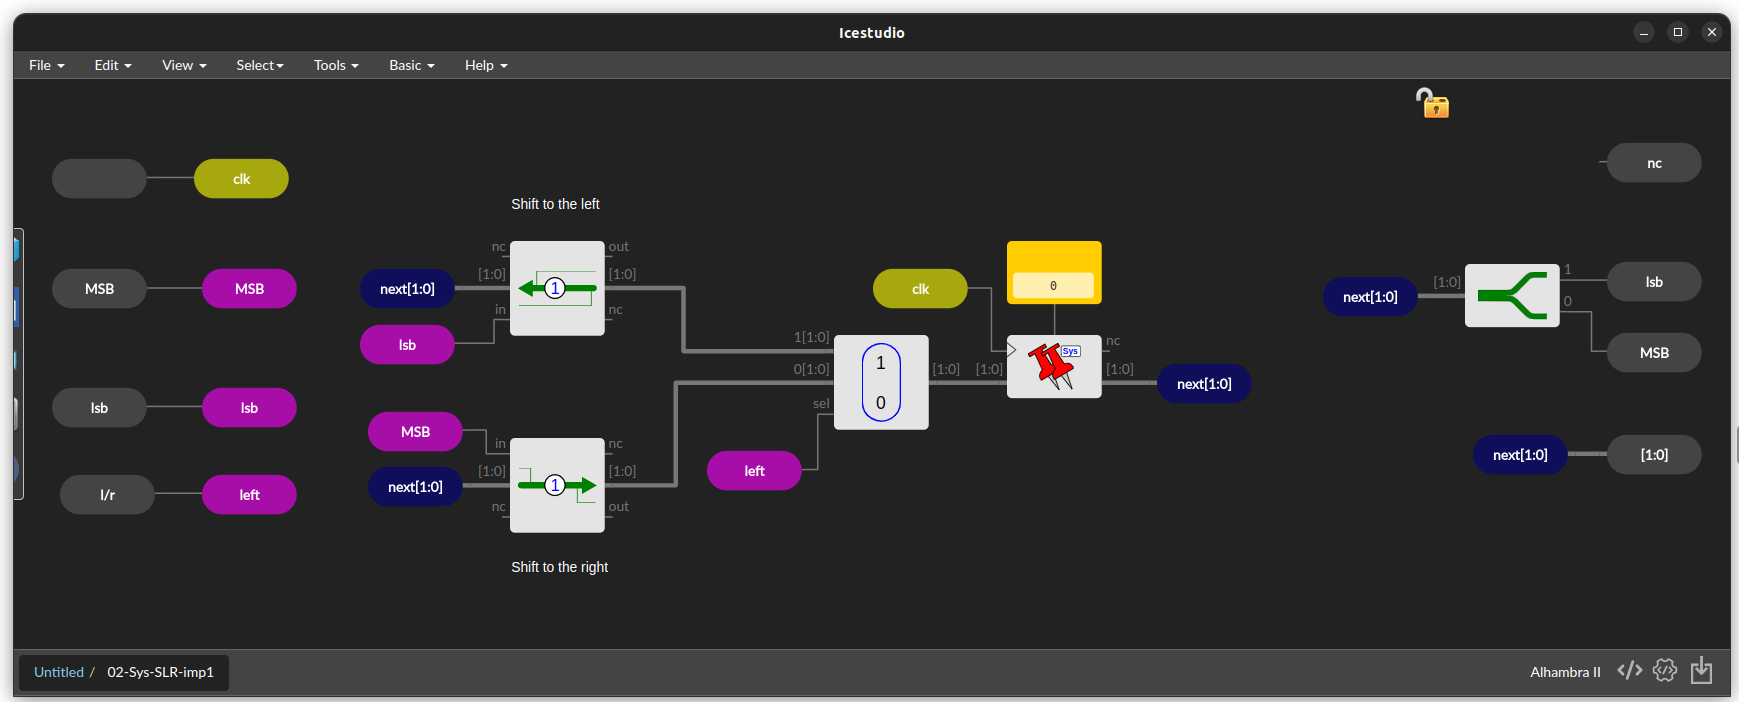 Icestudio
File Edit View Select Tools Basic Help
clk
nc
Shift to the left
nc
out
[1:0]
[1:0]
MSB
MSB
next[1:0]
1
in
nc
lsb
clk
0
next[1:0]
[1:0]
1
0
lsb
MSB
1[1:0]
0[1:0]
sel
1
0
[1:0]
[1:0]
Sys
nc
[1:0]
next[1:0]
lsb
lsb
MSB
in
nc
[1:0]
[1:0]
next[1:0]
1
nc
out
left
next[1:0]
[1:0]
l/r
left
Shift to the right
Untitled / 02-Sys-SLR-imp1
Alhambra II